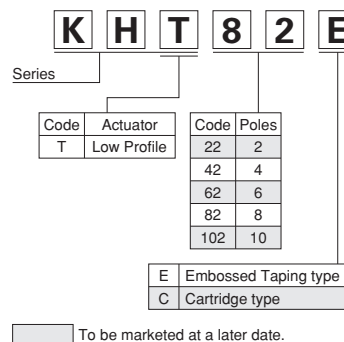 K H T 8 2 E
Series
Code Actuator
T Low Profile
Code Poles
22 2
42 4
62 6
82 8
102 10
E Embossed Taping type
C Cartridge type
To be marketed at a later date.